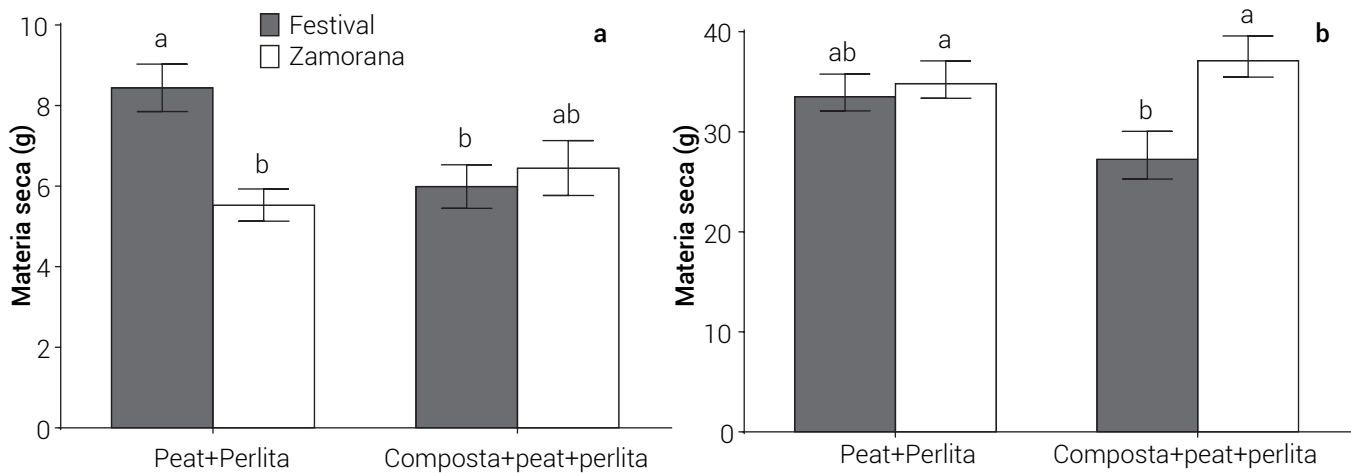 Festival
Zamorana
a
Materia seca (g)
10
8
6
4
2
0
a
b
b
ab
Peat+Perlita
Composta+peat+perlita
b
Materia seca (g)
40
30
20
10
0
ab
a
b
a
Peat+Perlita
Composta+peat+perlita